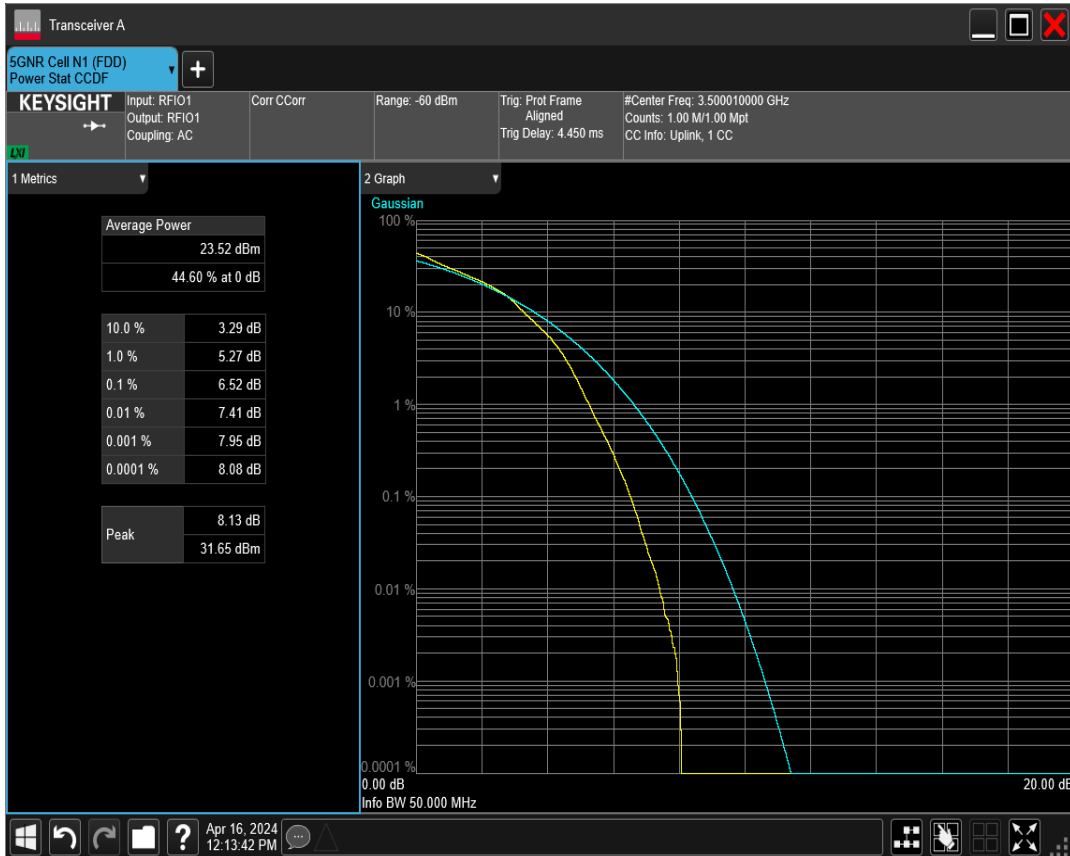 Transceiver A
5GNR Cell N1 (FDD)
Power Stat CCDF
+
KEYSIGHT
LXI
Input: RFIO1
Output: RFIO1
Coupling: AC
Corr CCorr
Range: -60 dBm
Trig: Prot Frame
Aligned
Trig Delay: 4.450 ms
#Center Freq: 3.500010000 GHz
Counts: 1.00 M/1.00 Mpt
CC Info: Uplink, 1 CC
1 Metrics
Average Power
23.52 dBm
44.60 % at 0 dB
10.0 % 3.29 dB
1.0 % 5.27 dB
0.1 % 6.52 dB
0.01 % 7.41 dB
0.001 % 7.95 dB
0.0001 % 8.08 dB
Peak
8.13 dB
31.65 dBm
2 Graph
Gaussian
100 %
10 %
1 %
0.1 %
0.01 %
0.001 %
0.0001 %
0.00 dB 20.00 dB
Info BW 50.000 MHz
?
Apr 16, 2024
12:13:42 PM